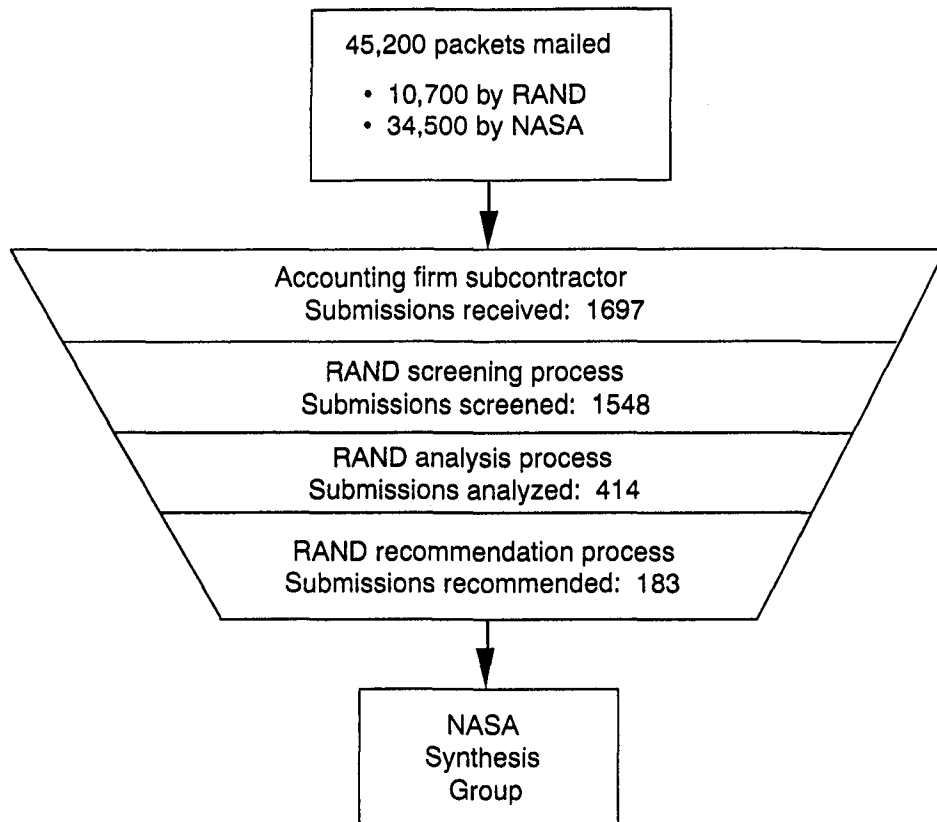 45,200 packets mailed
• 10,700 by RAND
• 34,500 by NASA
Accounting firm subcontractor
Submissions received: 1697
RAND screening process
Submissions screened: 1548
RAND analysis process
Submissions analyzed: 414
RAND recommendation process
Submissions recommended: 183
NASA
Synthesis
Group